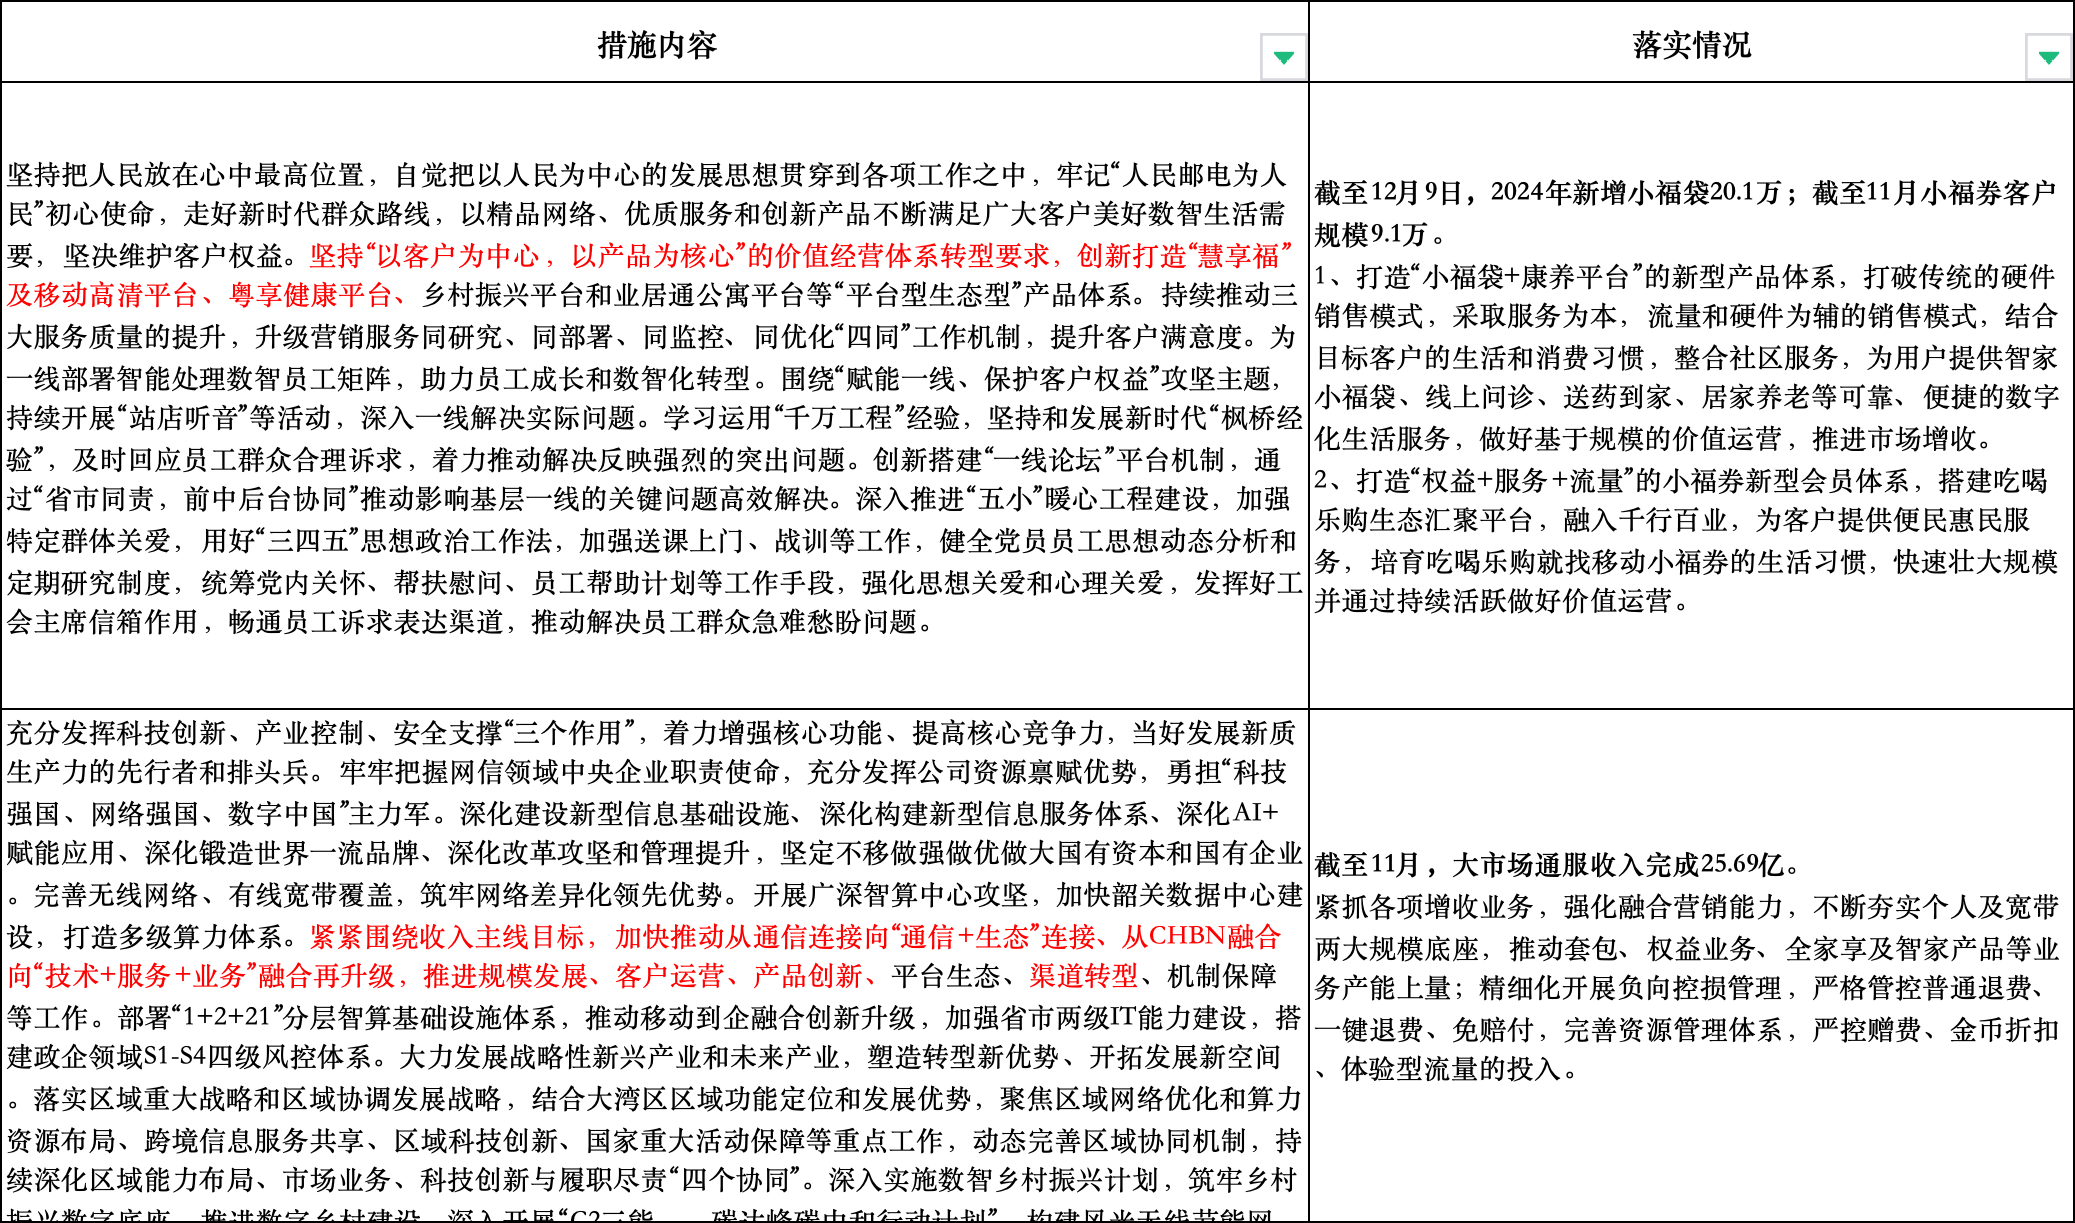 措施内容
落实情况
坚持把人民放在心中最高位置，自觉把以人民为中心的发展思想贯穿到各项工作之中，牢记“人民邮电为人
民”初心使命，走好新时代群众路线，以精品网络、优质服务和创新产品不断满足广大客户美好数智生活需
要，坚决维护客户权益。坚持“以客户为中心，以产品为核心”的价值经营体系转型要求，创新打造“慧享福”
及移动高清平台、粤享健康平台、乡村振兴平台和业居通公寓平台等“平台型生态型”产品体系。持续推动三
大服务质量的提升，升级营销服务同研究、同部署、同监控、同优化“四同”工作机制，提升客户满意度。为
一线部署智能处理数智员工矩阵，助力员工成长和数智化转型。围绕“赋能一线、保护客户权益”攻坚主题，
持续开展“站店听音”等活动，深入一线解决实际问题。学习运用“千万工程”经验，坚持和发展新时代“枫桥经
验”，及时回应员工群众合理诉求，着力推动解决反映强烈的突出问题。创新搭建“一线论坛”平台机制，通
过“省市同责，前中后台协同”推动影响基层一线的关键问题高效解决。深入推进“五小”暖心工程建设，加强
特定群体关爱，用好“三四五”思想政治工作法，加强送课上门、战训等工作，健全党员员工思想动态分析和
定期研究制度，统筹党内关怀、帮扶慰问、员工帮助计划等工作手段，强化思想关爱和心理关爱，发挥好工
会主席信箱作用，畅通员工诉求表达渠道，推动解决员工群众急难愁盼问题。
截至12月9日，2024年新增小福袋20.1万；截至11月小福券客户
规模9.1万。
1、打造“小福袋+康养平台”的新型产品体系，打破传统的硬件
销售模式，采取服务为本，流量和硬件为辅的销售模式，结合
目标客户的生活和消费习惯，整合社区服务，为用户提供智家
小福袋、线上问诊、送药到家、居家养老等可靠、便捷的数字
化生活服务，做好基于规模的价值运营，推进市场增收。
2、打造“权益+服务+流量”的小福券新型会员体系，搭建吃喝
乐购生态汇聚平台，融入千行百业，为客户提供便民惠民服
务，培育吃喝乐购就找移动小福券的生活习惯，快速壮大规模
并通过持续活跃做好价值运营。
充分发挥科技创新、产业控制、安全支撑“三个作用”，着力增强核心功能、提高核心竞争力，当好发展新质
生产力的先行者和排头兵。牢牢把握网信领域中央企业职责使命，充分发挥公司资源禀赋优势，勇担“科技
强国、网络强国、数字中国”主力军。深化建设新型信息基础设施、深化构建新型信息服务体系、深化AI+
赋能应用、深化锻造世界一流品牌、深化改革攻坚和管理提升，坚定不移做强做优做大国有资本和国有企业
。完善无线网络、有线宽带覆盖，筑牢网络差异化领先优势。开展广深智算中心攻坚，加快韶关数据中心建
设，打造多级算力体系。紧紧围绕收入主线目标，加快推动从通信连接向“通信+生态”连接、从CHBN融合
向“技术+服务+业务”融合再升级，推进规模发展、客户运营、产品创新、平台生态、渠道转型、机制保障
等工作。部署“1+2+21”分层智算基础设施体系，推动移动到企融合创新升级，加强省市两级IT能力建设，搭
建政企领域S1-S4四级风控体系。大力发展战略性新兴产业和未来产业，塑造转型新优势、开拓发展新空间
。落实区域重大战略和区域协调发展战略，结合大湾区区域功能定位和发展优势，聚焦区域网络优化和算力
资源布局、跨境信息服务共享、区域科技创新、国家重大活动保障等重点工作，动态完善区域协同机制，持
续深化区域能力布局、市场业务、科技创新与履职尽责“四个协同”。深入实施数智乡村振兴计划，筑牢乡村
振兴数字底座，推进数字乡村建设。深入开展“C2三能——碳达峰碳中和行动计划”，构建风光无线节能网
截至11月，大市场通服收入完成25.69亿。
紧抓各项增收业务，强化融合营销能力，不断夯实个人及宽带
两大规模底座，推动套包、权益业务、全家享及智家产品等业
务产能上量；精细化开展负向控损管理，严格管控普通退费、
一键退费、免赔付，完善资源管理体系，严控赠费、金币折扣
、体验型流量的投入。